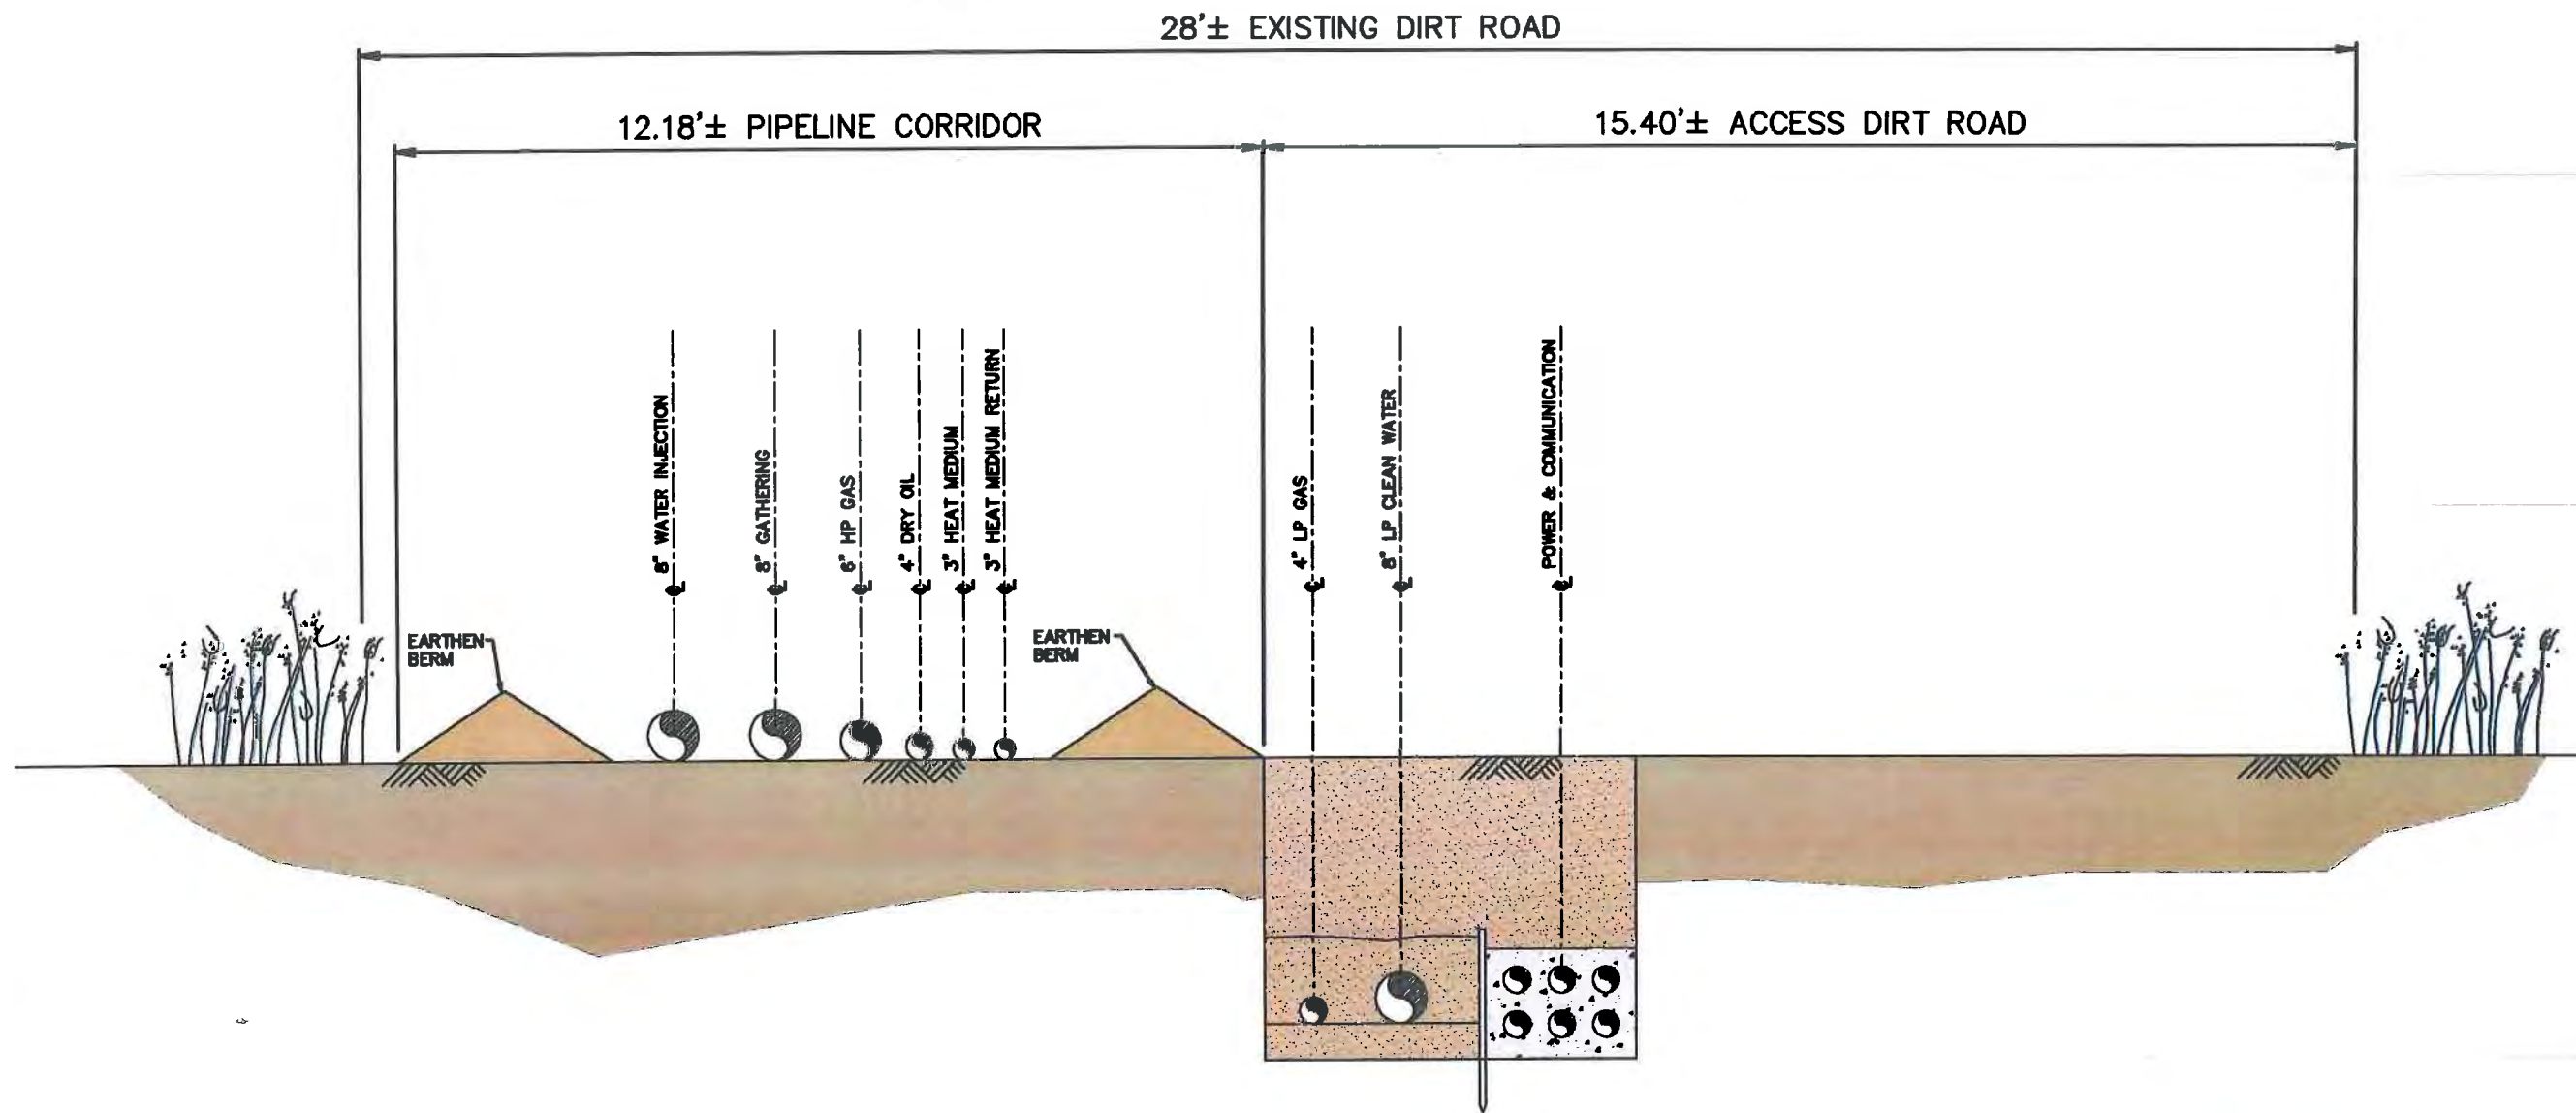 28'± EXISTING DIRT ROAD
12.18'± PIPELINE CORRIDOR
15.40'± ACCESS DIRT ROAD
8" WATER INJECTION
8" GATHERING
6" HP GAS
4" DRY OIL
3" HEAT MEDIUM
3" HEAT MEDIUM RETURN
4" LP GAS
8" LP CLEAN WATER
POWER & COMMUNICATION
EARTHEN
BERM
EARTHEN
BERM